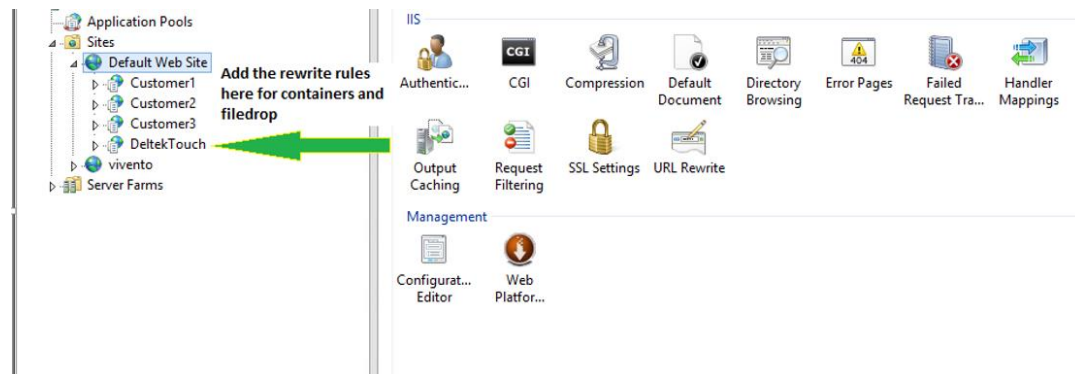 Application Pools
Sites
Default Web Site
Customer1
Customer2
Customer3
DeltekTouch
vivento
Server Farms
Add the rewrite rules
here for containers and
filedrop
IIS
Authentic...
CGI
Compression
Default
Document
Directory
Browsing
Error Pages
Failed
Request Tra...
Handler
Mappings
CGI
404
Output
Caching
Request
Filtering
SSL Settings
URL Rewrite
Management
Configurat...
Editor
Web
Platfor...